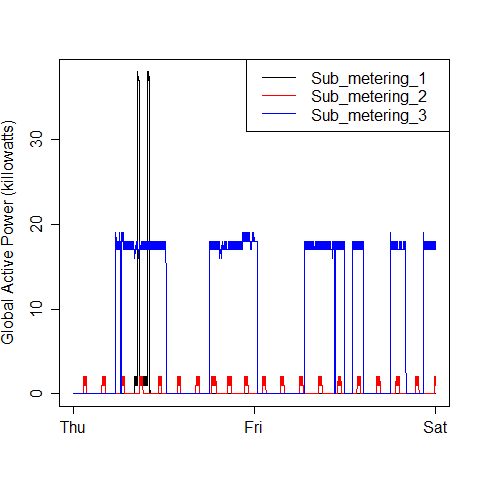 Sub_metering_1
Sub_metering_2
Sub_metering_3
Global Active Power (killowatts)
30
20
10
0
Thu Fri Sat